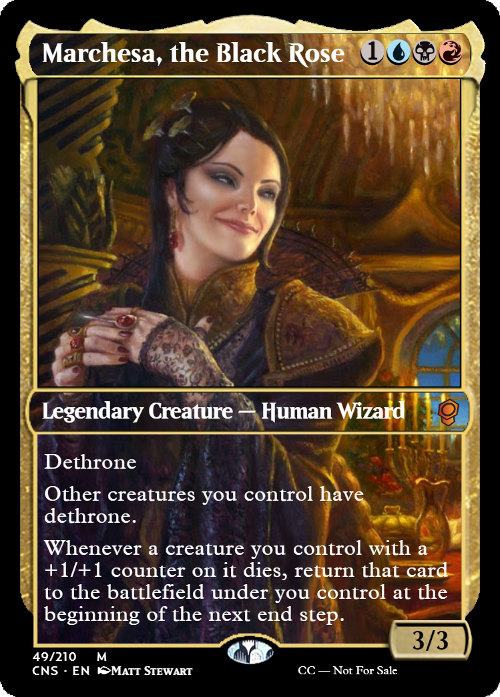 Marchesa, the Black Rose 1
Legendary Creature — Human Wizard
Dethrone
Other creatures you control have
dethrone.
Whenever a creature you control with a
+1/+1 counter on it dies, return that card
to the battlefield under you control at the
beginning of the next end step.
3/3
49/210 M
CNS · EN Matt Stewart CC — Not For Sale